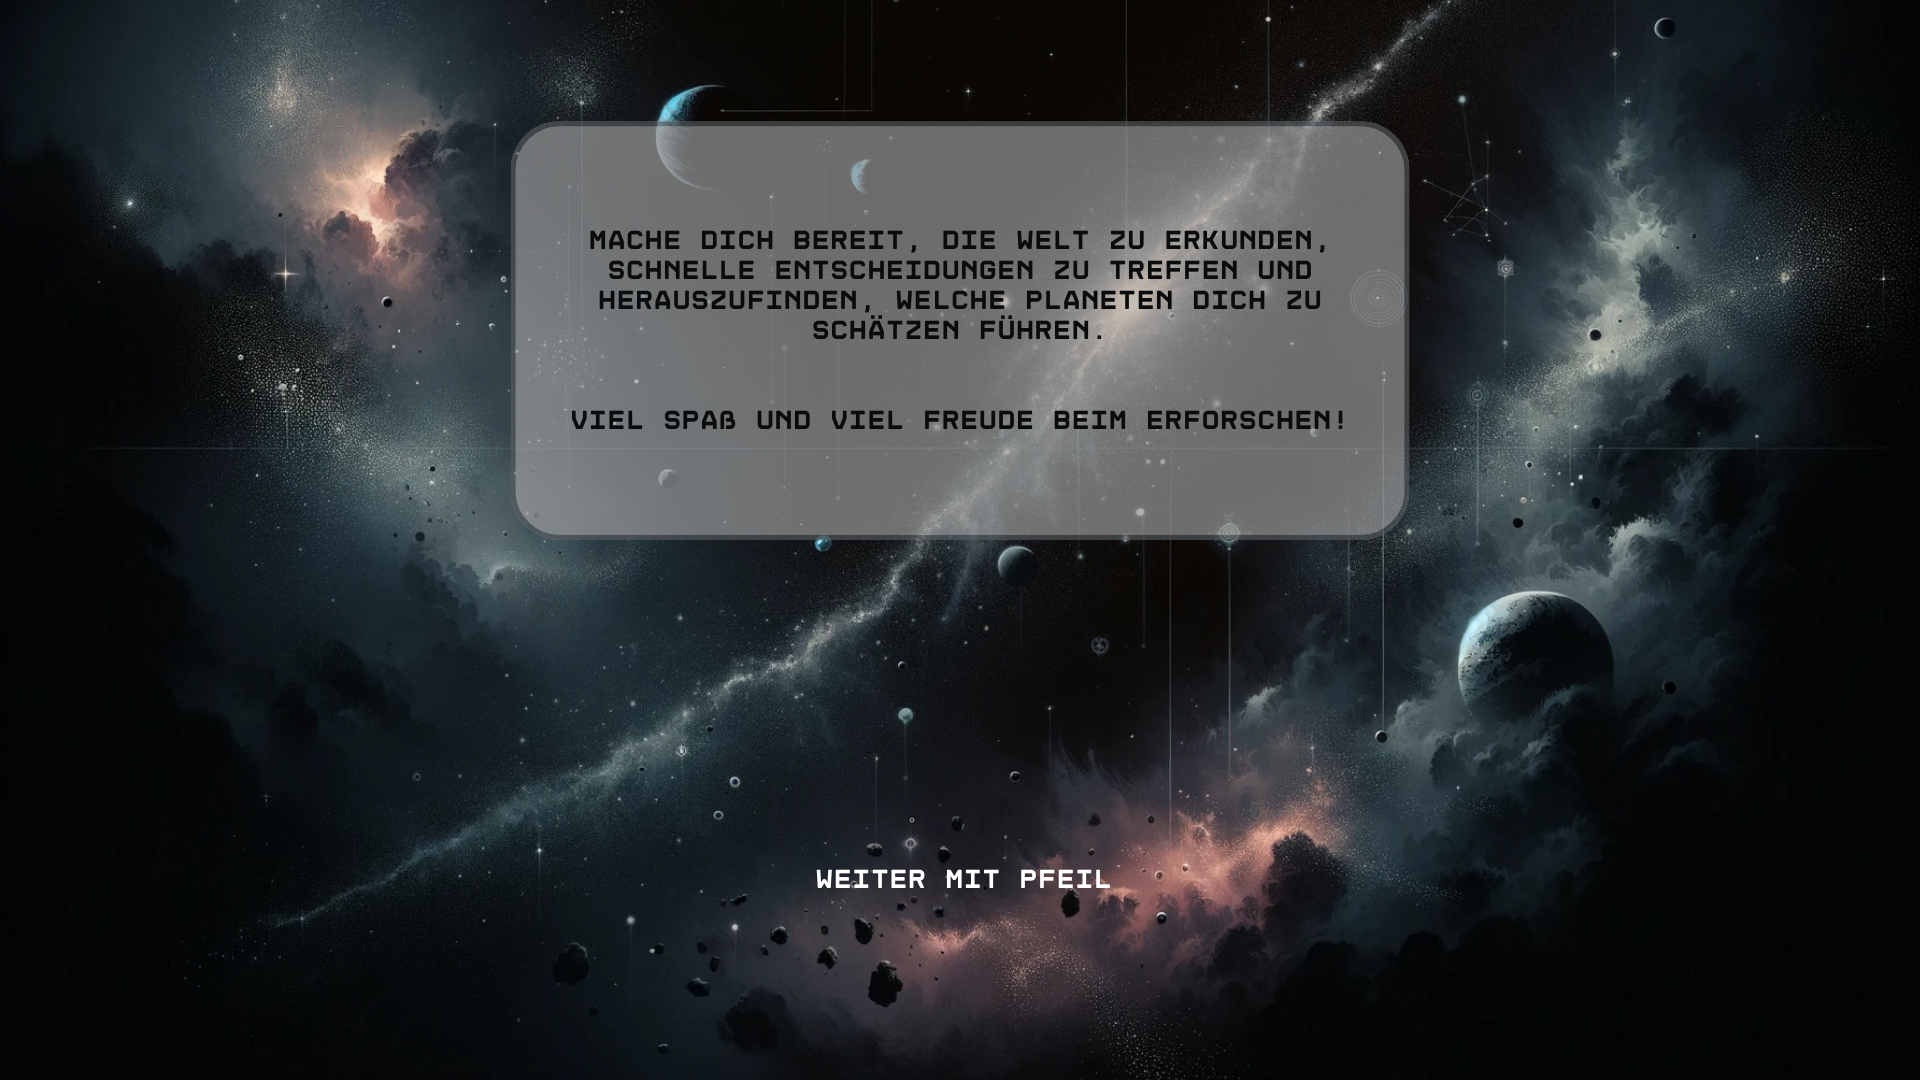 MACHE DICH BEREIT, DIE WELT ZU ERKUNDEN,
SCHNELLE ENTSCHEIDUNGEN ZU TREFFEN UND
HERAUSZUFINDEN, WELCHE PLANETEN DICH ZU
SCHÄTZEN FÜHREN.
VIEL SPAß UND VIEL FREUDE BEIM ERFORSCHEN!
WEITER MIT PFEIL